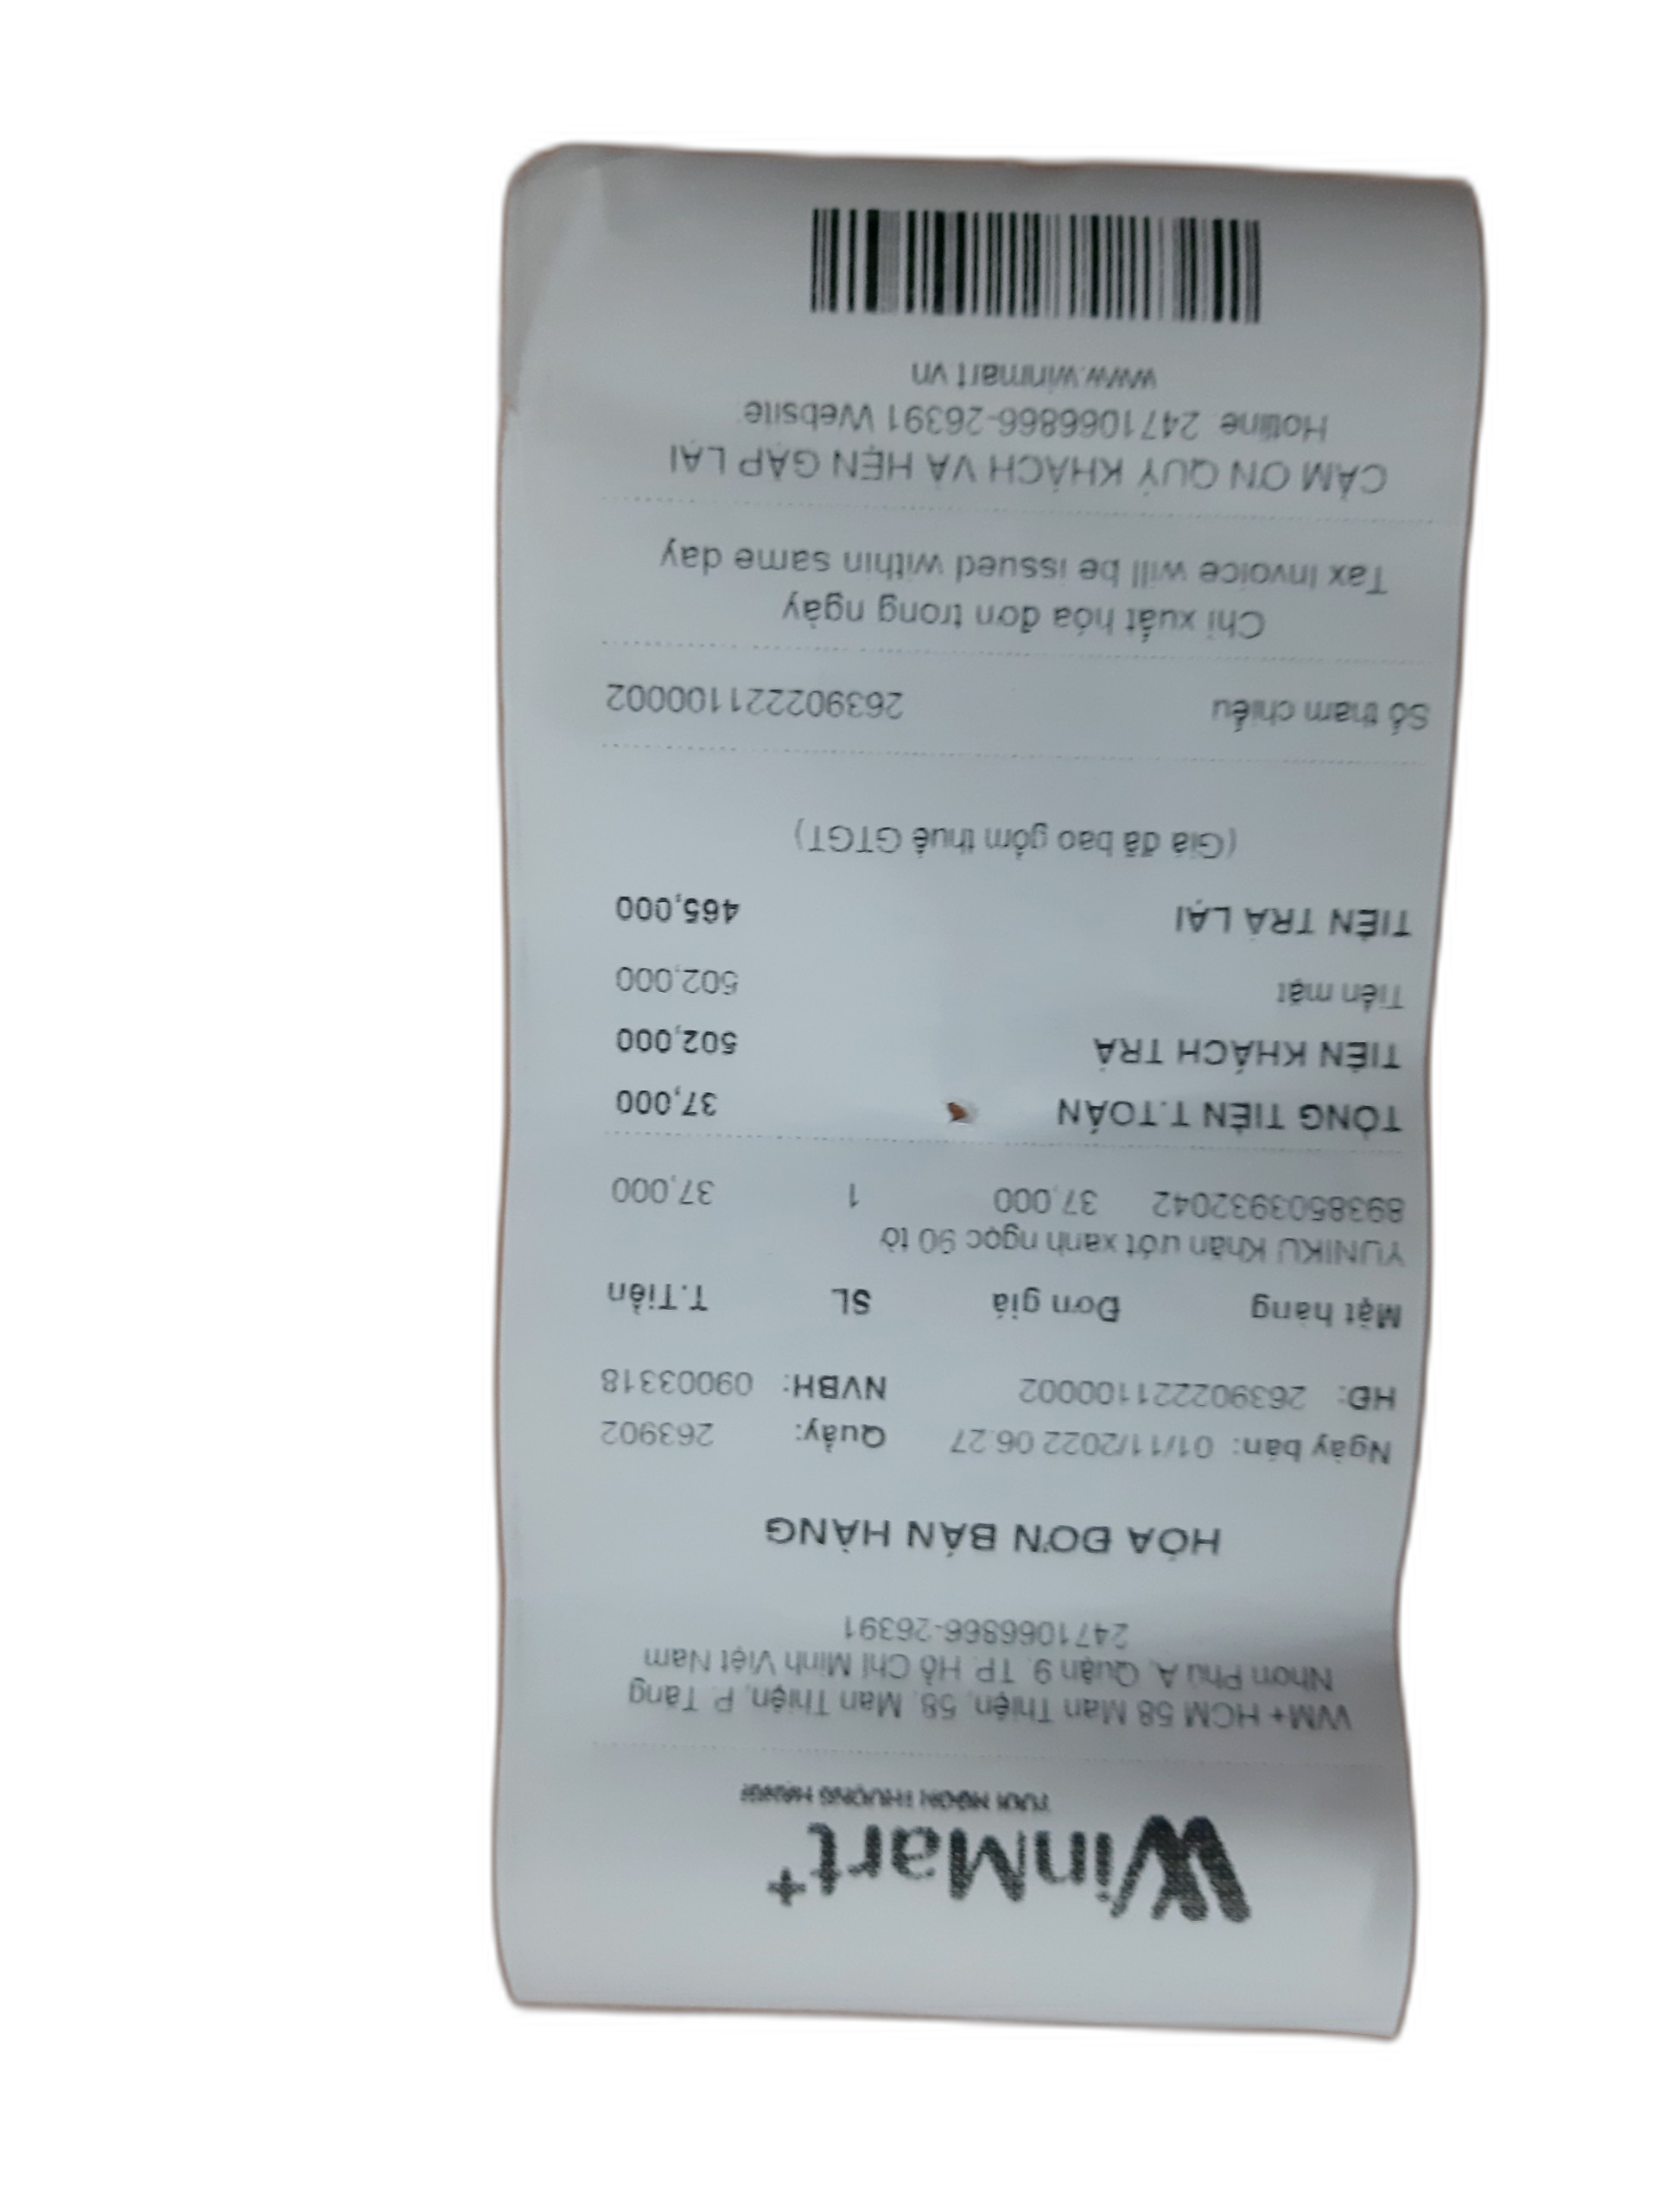 WinMart+
TƯƠI NGON THƯỢNG HẠNG
WM+ HCM 58 Man Thiện, 58, Man Thiện, P. Tăng
Nhơn Phú A, Quận 9, TP. Hồ Chí Minh Việt Nam
2471066866-26391
HÓA ĐƠN BÁN HÀNG
Ngày bán: 01/11/2022 06:27 Quầy: 263902
HĐ: 263902221100002 NVBH: 09003318
Mặt hàng Đơn giá SL T.Tiền
YUNIKU Khăn ướt xanh ngọc 90 tờ
8938503932042 37,000 1 37,000
TỔNG TIỀN T.TOÁN 37,000
TIỀN KHÁCH TRẢ 502,000
Tiền mặt 502,000
TIỀN TRẢ LẠI 465,000
(Giá đã bao gồm thuế GTGT)
Số tham chiếu 263902221100002
Chỉ xuất hóa đơn trong ngày
Tax Invoice will be issued within same day
CẢM ƠN QUÝ KHÁCH VÀ HẸN GẶP LẠI
Hotline: 2471066866-26391 Website:
www.winmart.vn